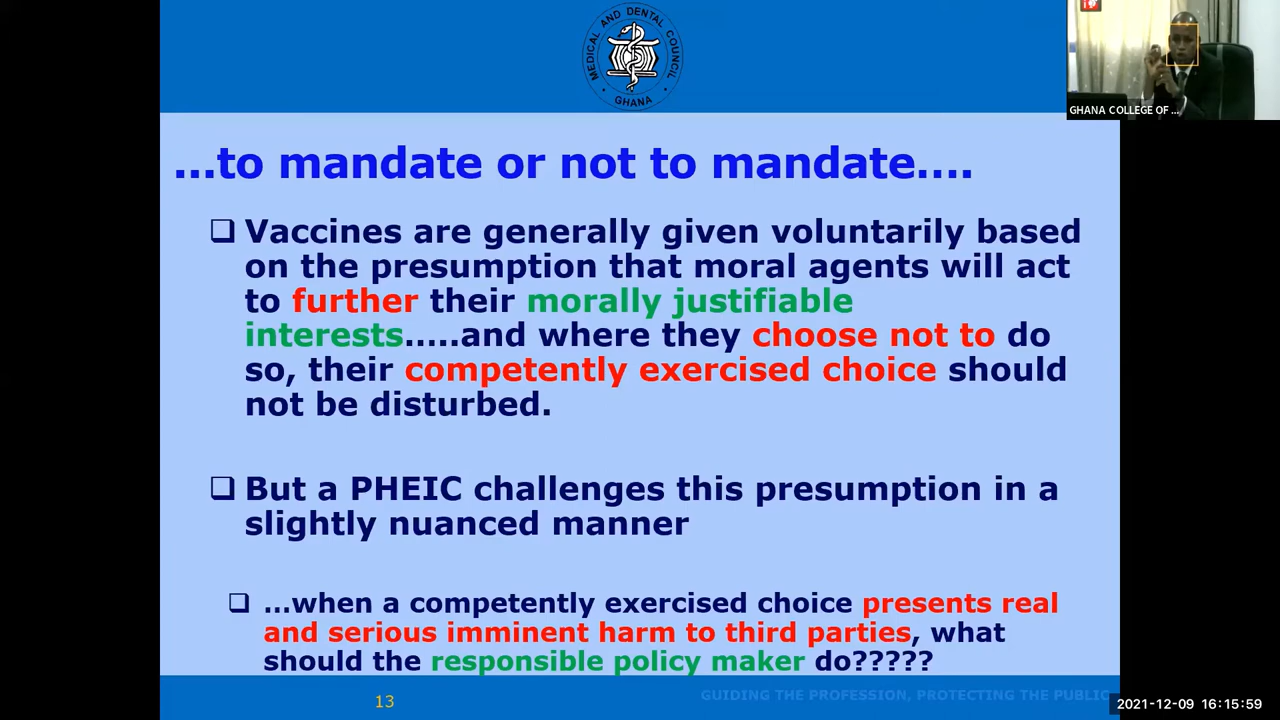 MEDICAL AND DENTAL COUNCIL
GHANA
GHANA COLLEGE OF ...
...to mandate or not to mandate....
❑ Vaccines are generally given voluntarily based
on the presumption that moral agents will act
to further their morally justifiable
interests.....and where they choose not to do
so, their competently exercised choice should
not be disturbed.
❑ But a PHEIC challenges this presumption in a
slightly nuanced manner
❑ ...when a competently exercised choice presents real
and serious imminent harm to third parties, what
should the responsible policy maker do?????
13
GUIDING THE PROFESSION, PROTECTING THE PUBLIC
2021-12-09 16:15:59